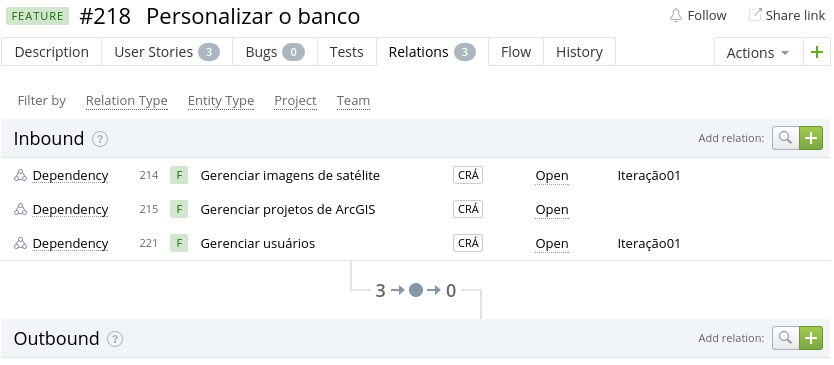 FEATURE #218 Personalizar o banco Follow Share link
Description User Stories 3 Bugs 0 Tests Relations 3 Flow History Actions +
Filter by Relation Type Entity Type Project Team
Inbound ? Add relation: +
Dependency 214 F Gerenciar imagens de satélite CRÁ Open Iteração01
Dependency 215 F Gerenciar projetos de ArcGIS CRÁ Open
Dependency 221 F Gerenciar usuários CRÁ Open Iteração01
3 0
Outbound ? Add relation: +